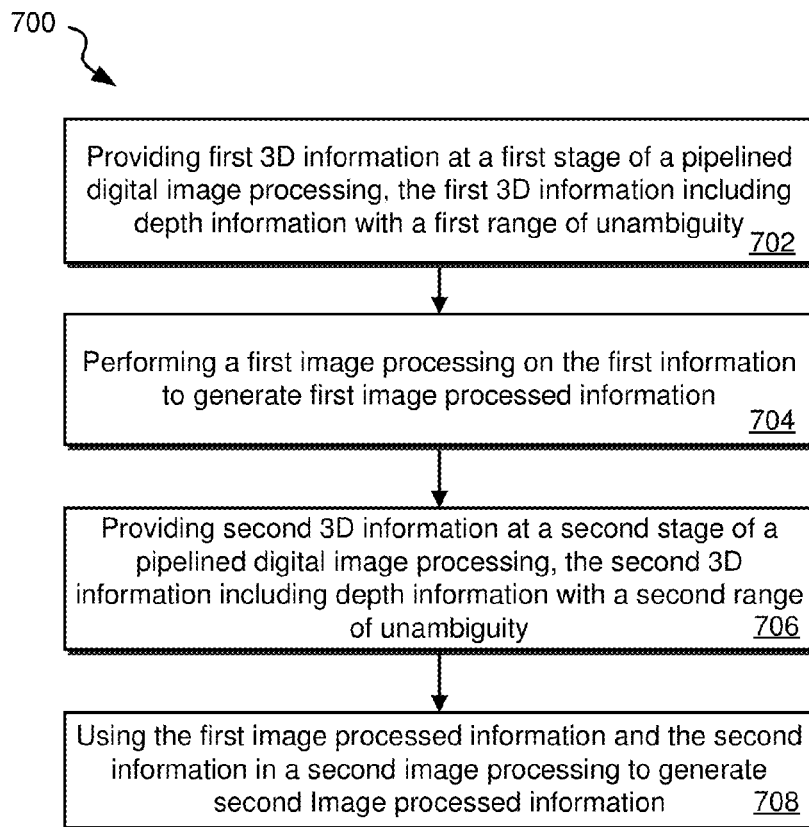 700
Providing first 3D information at a first stage of a pipelined
digital image processing, the first 3D information including
depth information with a first range of unambiguity
702
Performing a first image processing on the first information
to generate first image processed information
704
Providing second 3D information at a second stage of a
pipelined digital image processing, the second 3D
information including depth information with a second range
of unambiguity
706
Using the first image processed information and the second
information in a second image processing to generate
second Image processed information
708